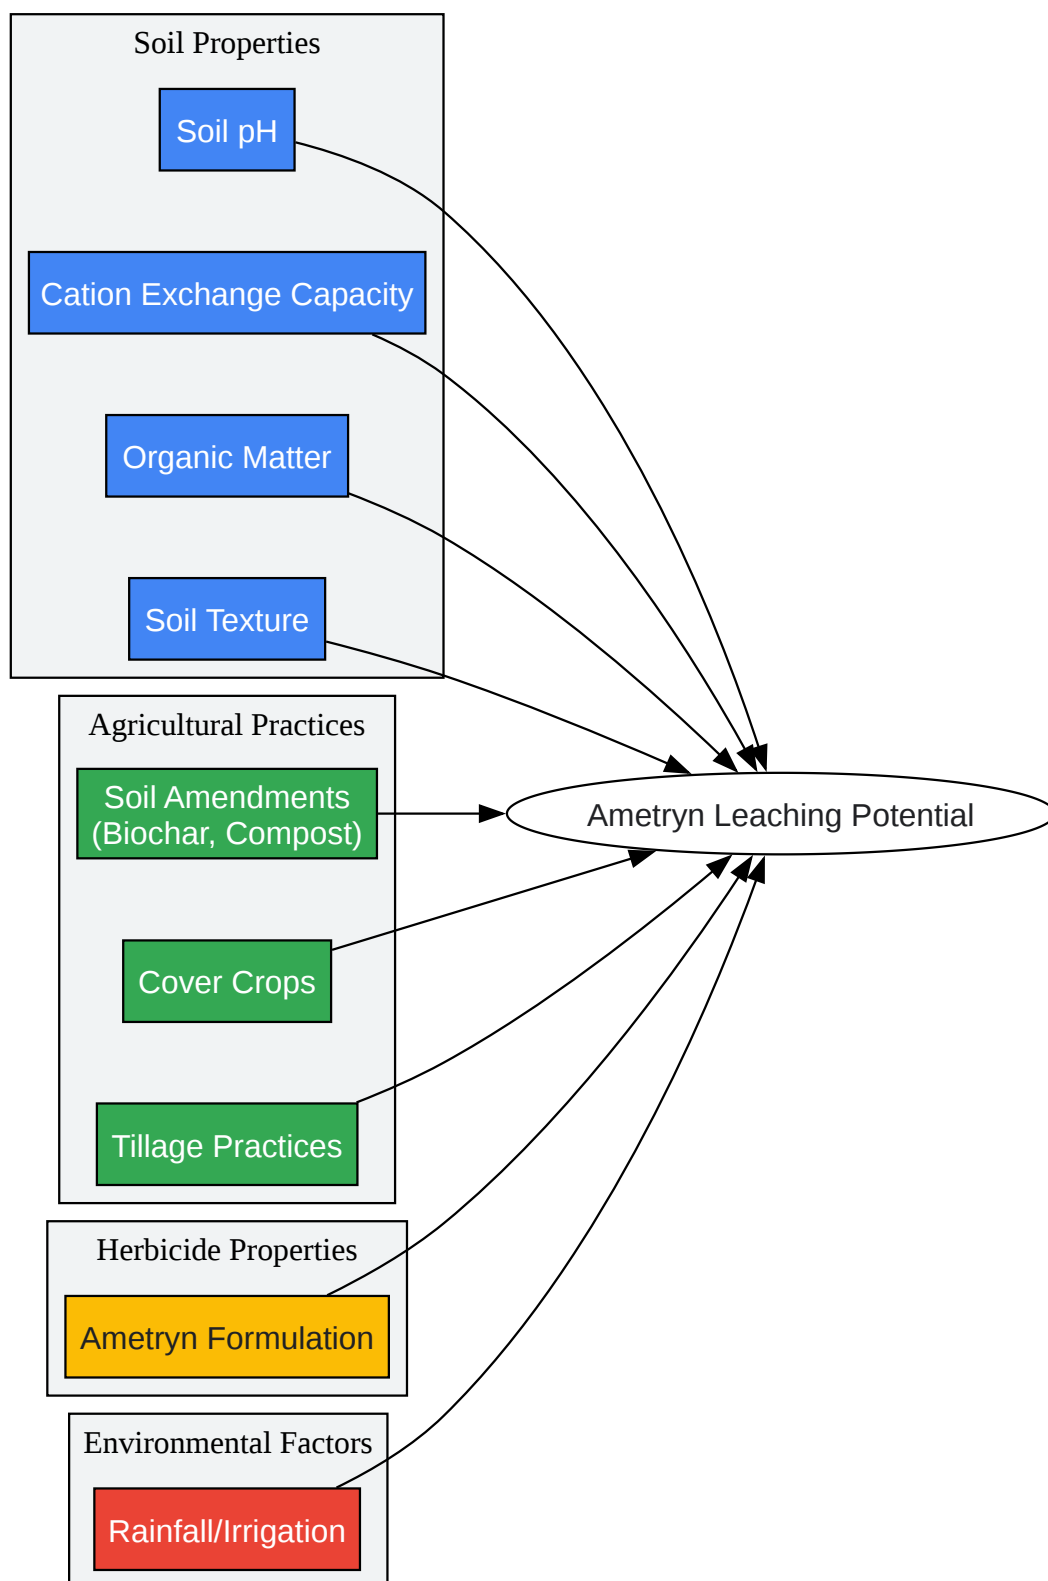 Soil Properties
Soil pH
Cation Exchange Capacity
Organic Matter
Soil Texture
Agricultural Practices
Soil Amendments
(Biochar, Compost)
Ametryn Leaching Potential
Cover Crops
Tillage Practices
Herbicide Properties
Ametryn Formulation
Environmental Factors
Rainfall/Irrigation